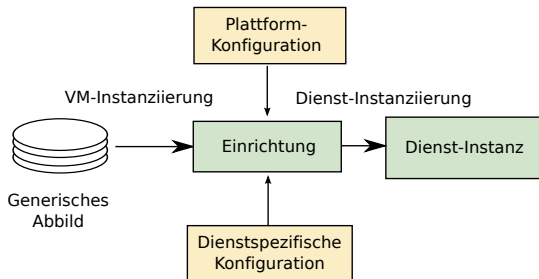 Plattform-
Konfiguration
VM-Instanziierung
Dienst-Instanziierung
Einrichtung
Dienst-Instanz
Generisches
Abbild
Dienstspezifische
Konfiguration